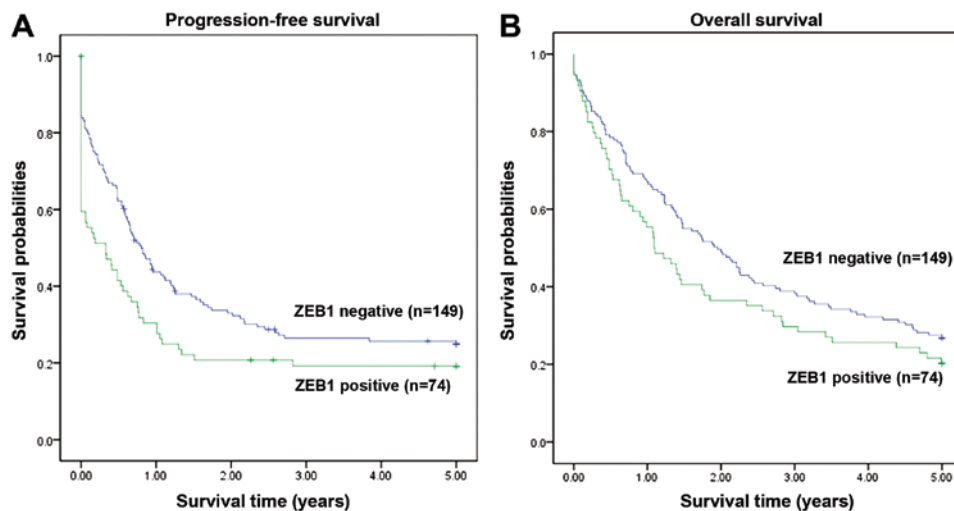 A
Progression-free survival
Survival probabilities
1.0
0.8
0.6
0.4
0.2
0.0
ZEB1 negative (n=149)
ZEB1 positive (n=74)
0.00 1.00 2.00 3.00 4.00 5.00
Survival time (years)
B
Overall survival
Survival probabilities
1.0
0.8
0.6
0.4
0.2
0.0
ZEB1 negative (n=149)
ZEB1 positive (n=74)
0.00 1.00 2.00 3.00 4.00 5.00
Survival time (years)